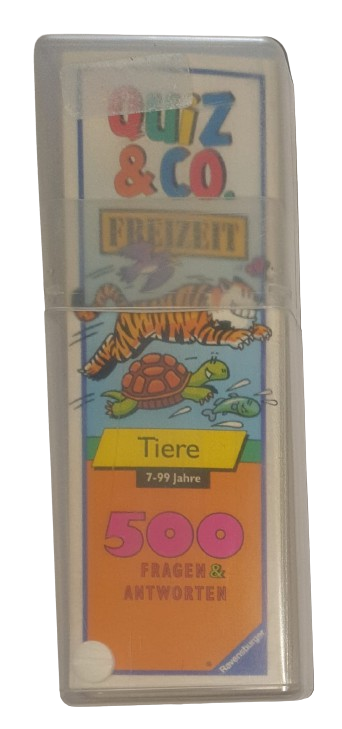 QUIZ
& CO.
FREIZEIT
Tiere
7-99 Jahre
500
FRAGEN &
ANTWORTEN
Ravensburger